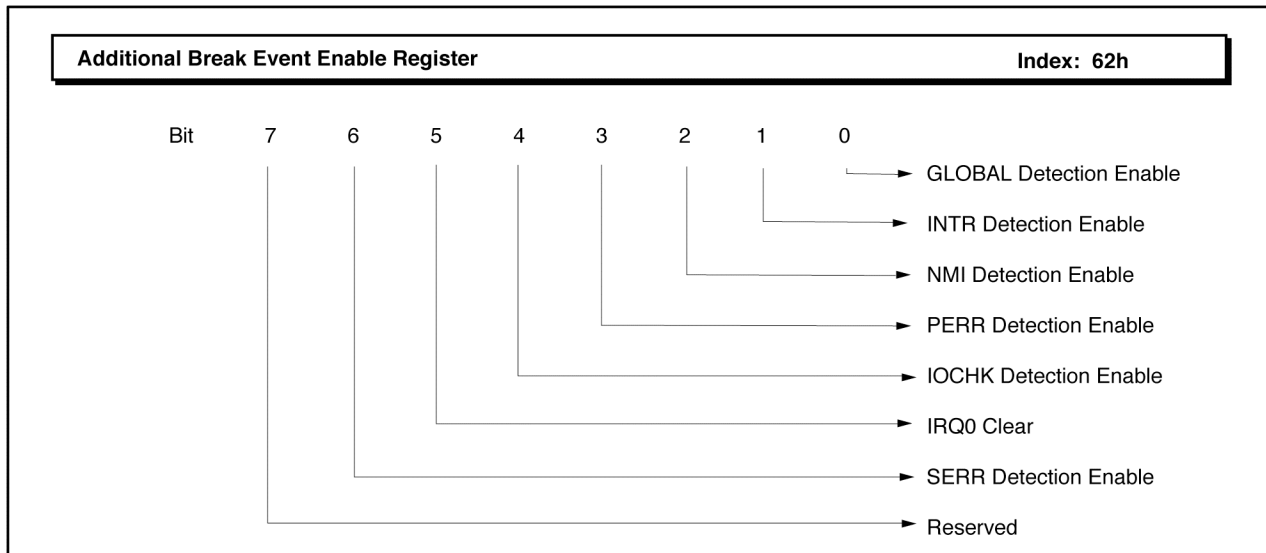 Additional Break Event Enable Register Index: 62h
Bit 7 6 5 4 3 2 1 0
GLOBAL Detection Enable
INTR Detection Enable
NMI Detection Enable
PERR Detection Enable
IOCHK Detection Enable
IRQ0 Clear
SERR Detection Enable
Reserved